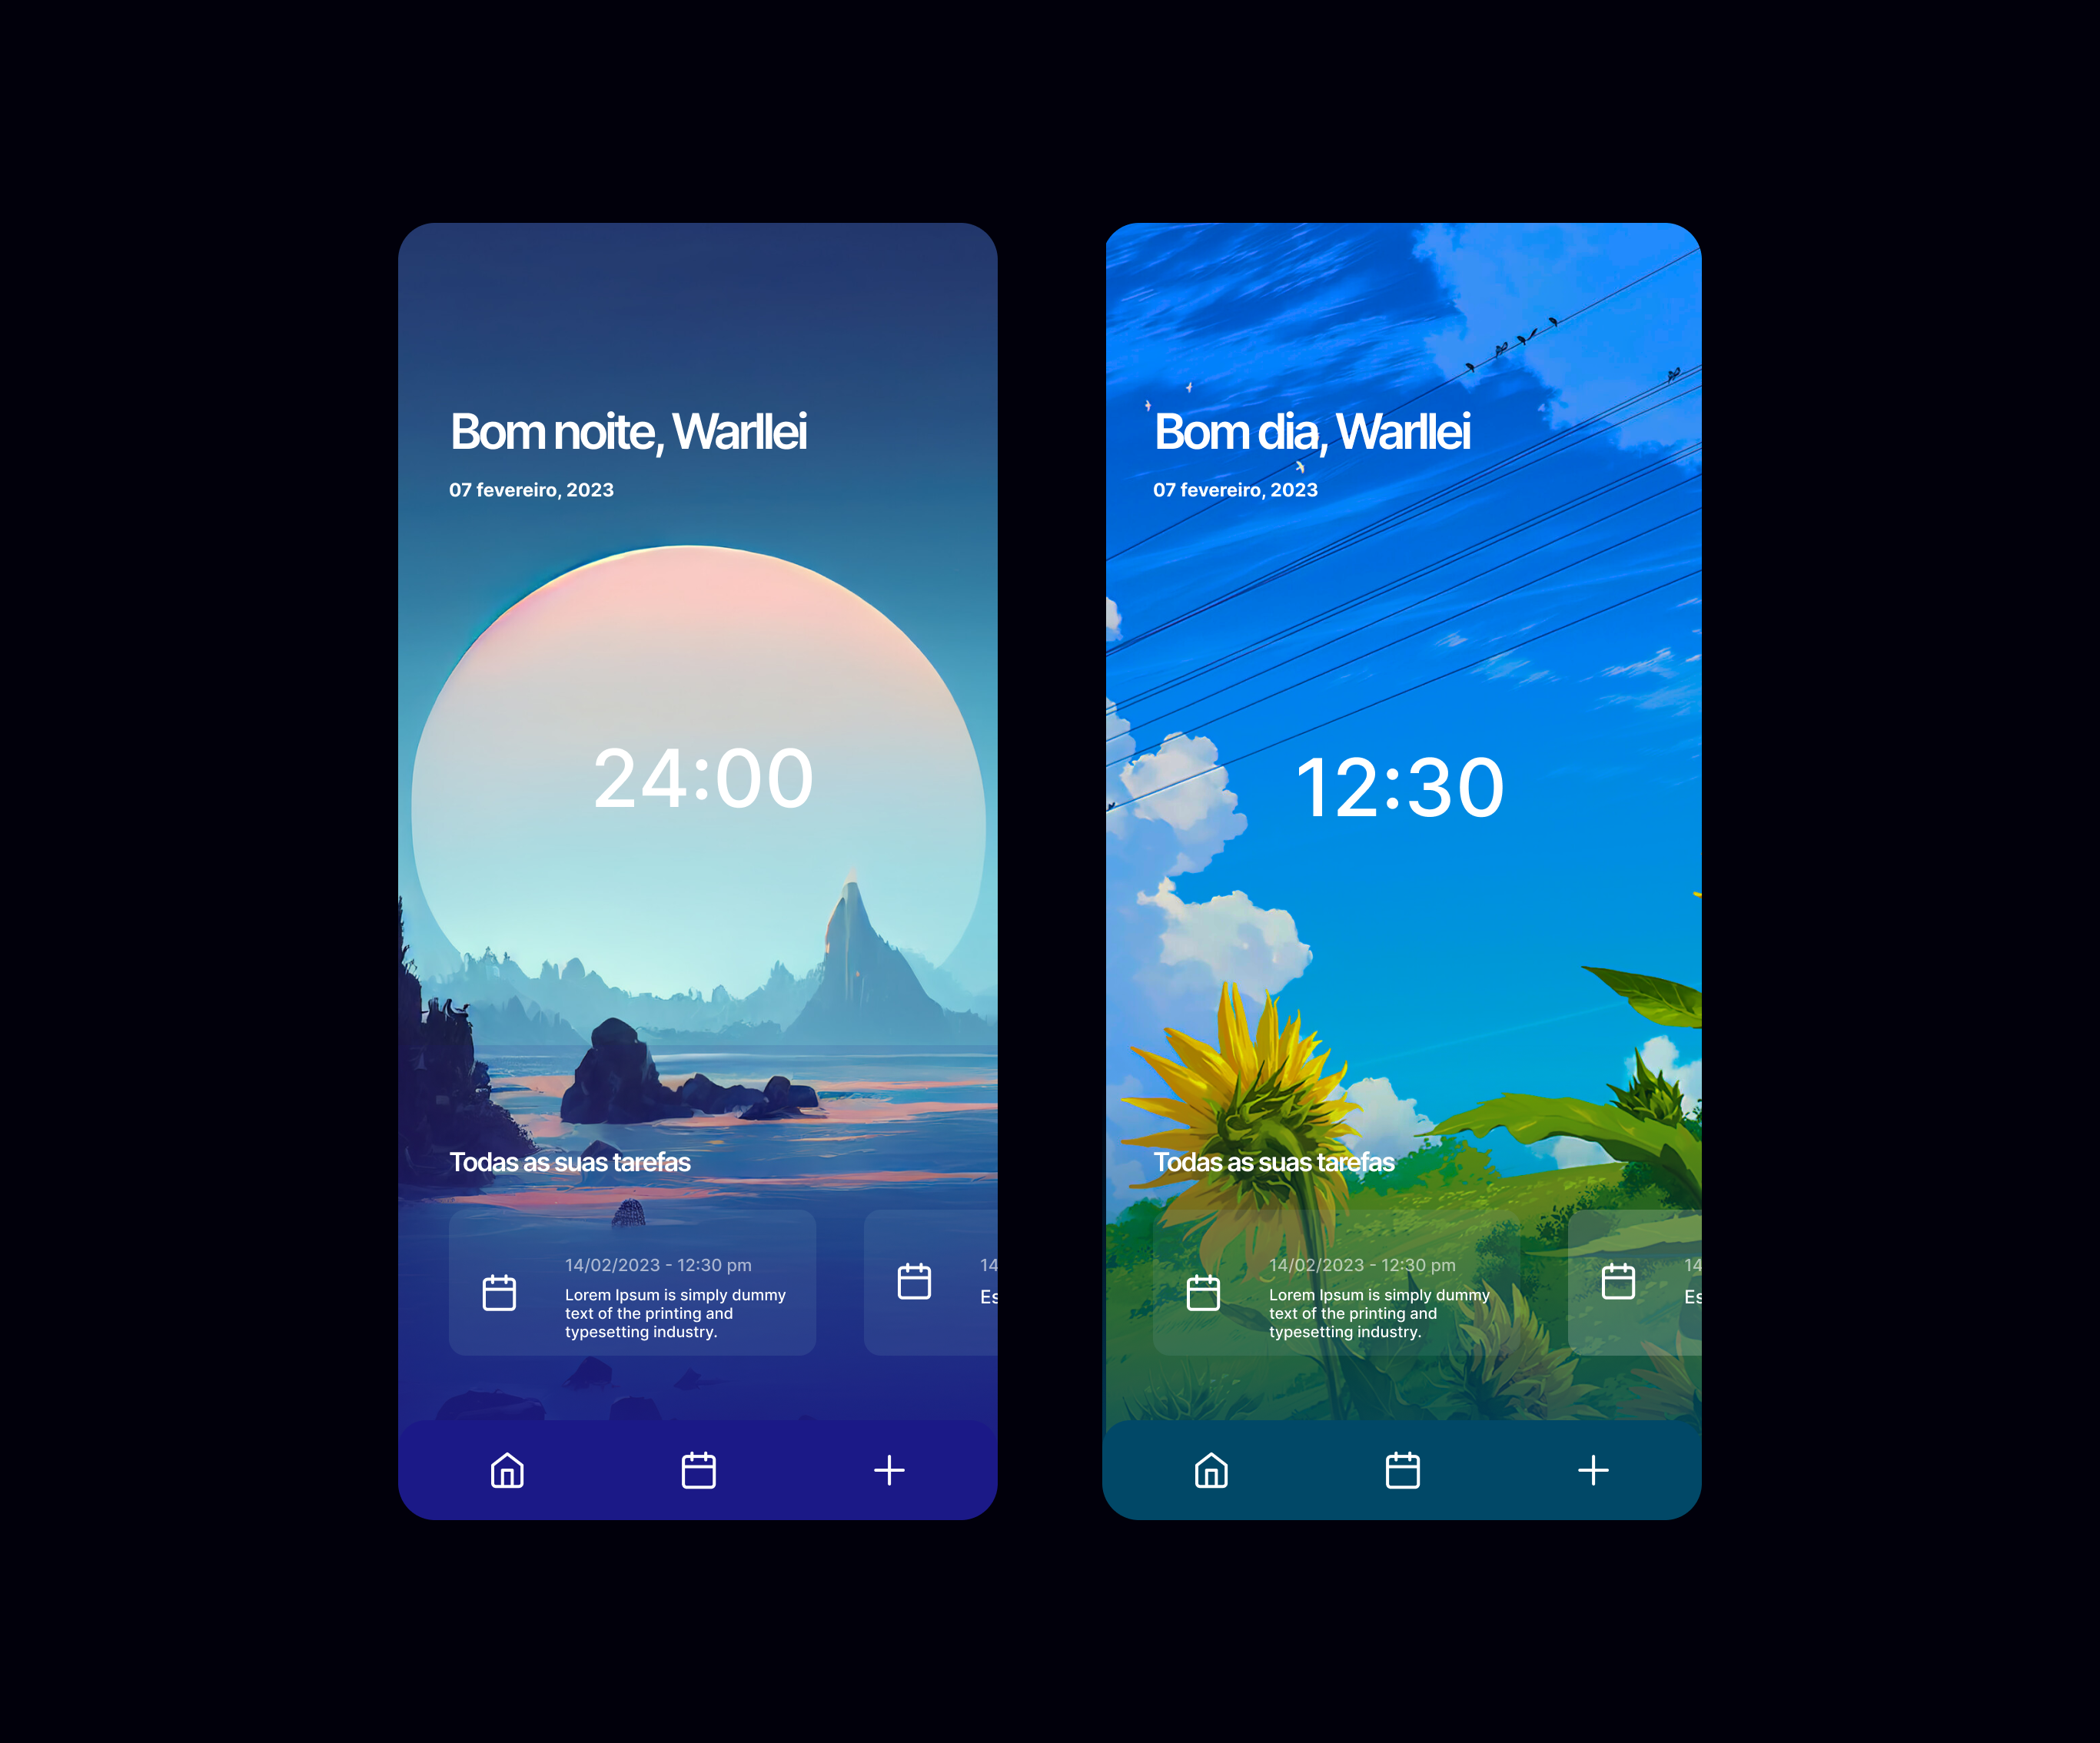 Bom noite, Warllei
07 fevereiro, 2023
24:00
Todas as suas tarefas
14/02/2023 - 12:30 pm
Lorem Ipsum is simply dummy
text of the printing and
typesetting industry.
14
Es
Bom dia, Warllei
07 fevereiro, 2023
12:30
Todas as suas tarefas
14/02/2023 - 12:30 pm
Lorem Ipsum is simply dummy
text of the printing and
typesetting industry.
14
Es